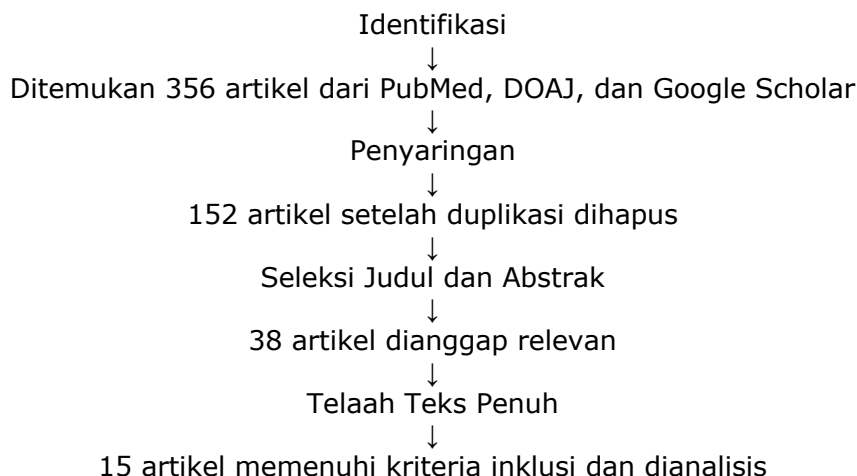 Identifikasi
↓
Ditemukan 356 artikel dari PubMed, DOAJ, dan Google Scholar
↓
Penyaringan
↓
152 artikel setelah duplikasi dihapus
↓
Seleksi Judul dan Abstrak
↓
38 artikel dianggap relevan
↓
Telaah Teks Penuh
↓
15 artikel memenuhi kriteria inklusi dan dianalisis